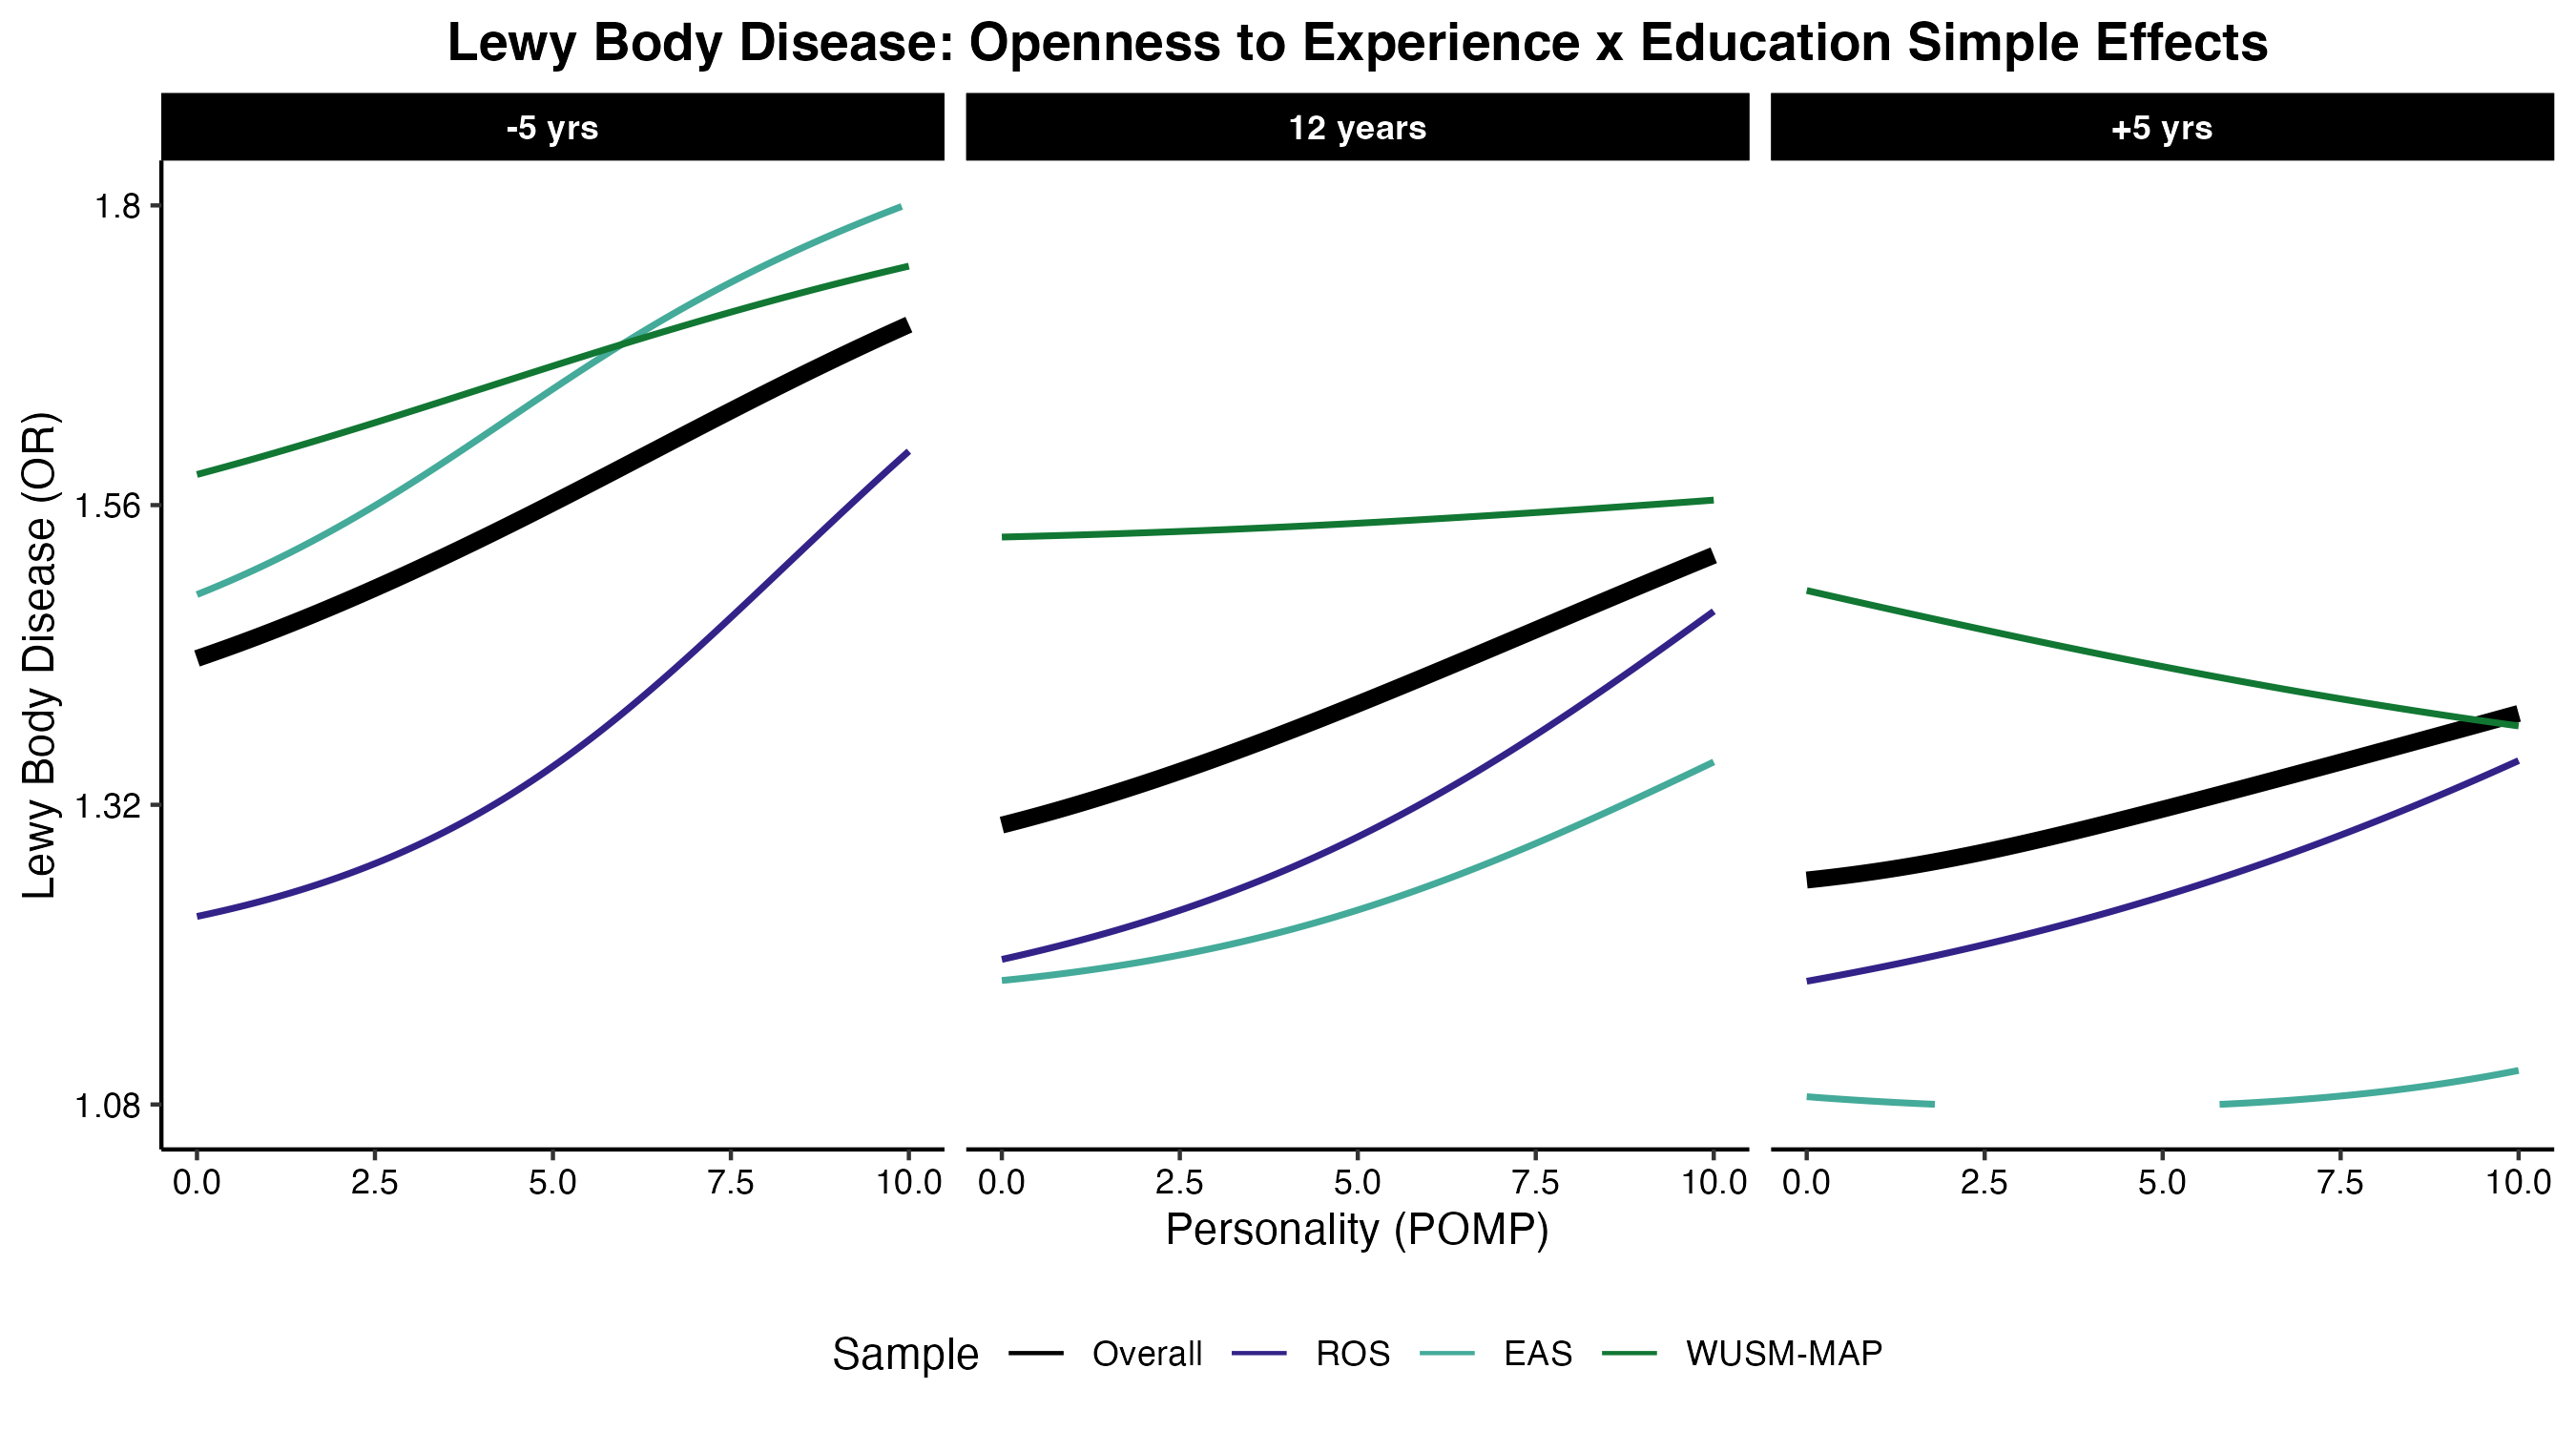 Lewy Body Disease: Openness to Experience x Education Simple Effects
-5 yrs
12 years
+5 yrs
Lewy Body Disease (OR)
1.8
1.56
1.32
1.08
0.0 2.5 5.0 7.5 10.0
0.0 2.5 5.0 7.5 10.0
0.0 2.5 5.0 7.5 10.0
Personality (POMP)
Sample Overall ROS EAS WUSM-MAP